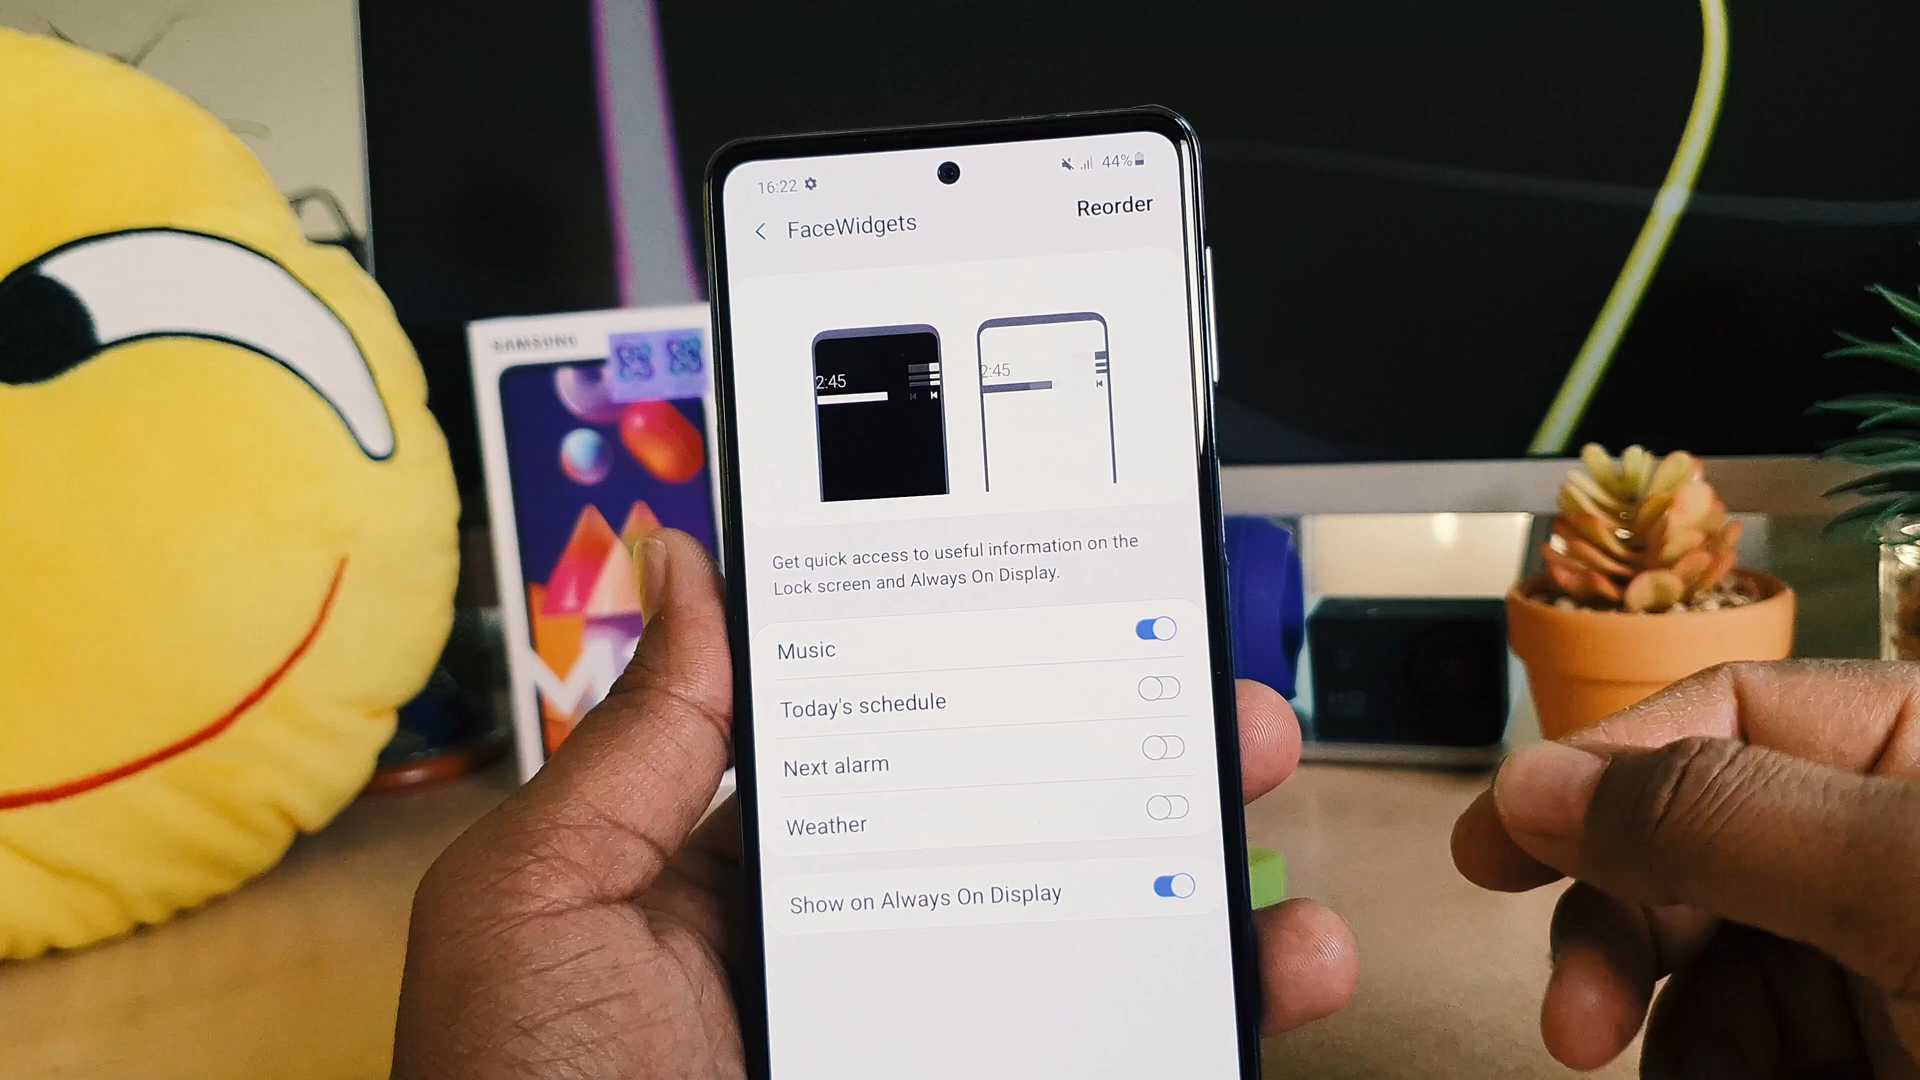 16:22
44%
FaceWidgets
Reorder
2:45
2:45
Get quick access to useful information on the
Lock screen and Always On Display.
Music
Today's schedule
Next alarm
Weather
Show on Always On Display
SAMSUNG
M
HD